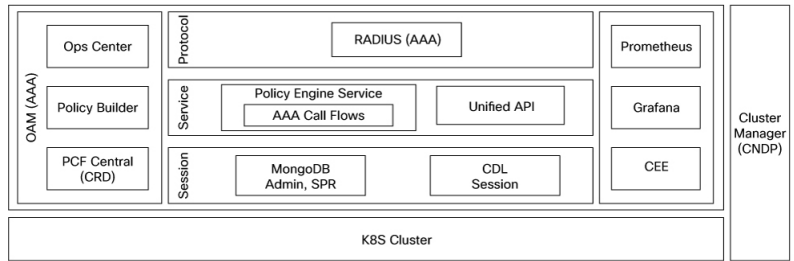 OAM (AAA)
Ops Center
Policy Builder
PCF Central
(CRD)
Protocol
RADIUS (AAA)
Service
Policy Engine Service
AAA Call Flows
Unified API
Session
MongoDB
Admin, SPR
CDL
Session
Prometheus
Grafana
CEE
Cluster
Manager
(CNDP)
K8S Cluster